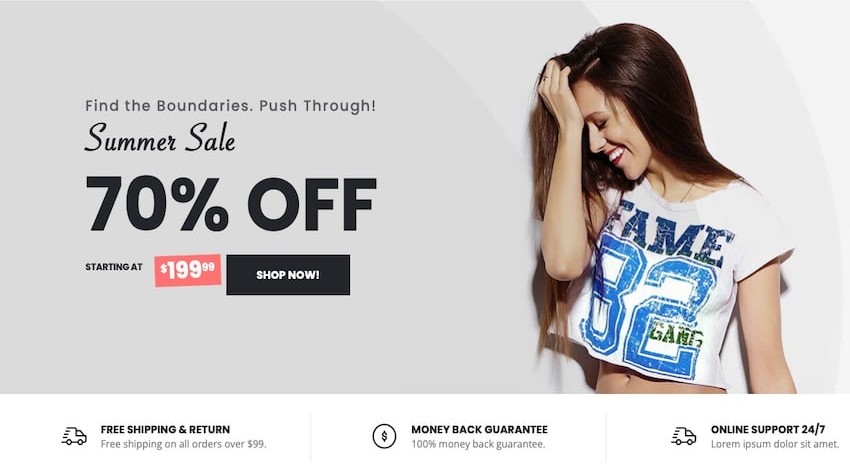 Find the Boundaries. Push Through!
Summer Sale
70% OFF
STARTING AT $19999 SHOP NOW!
FAME
82
GANG
FREE SHIPPING & RETURN
Free shipping on all orders over $99.
MONEY BACK GUARANTEE
100% money back guarantee.
ONLINE SUPPORT 24/7
Lorem ipsum dolor sit amet.